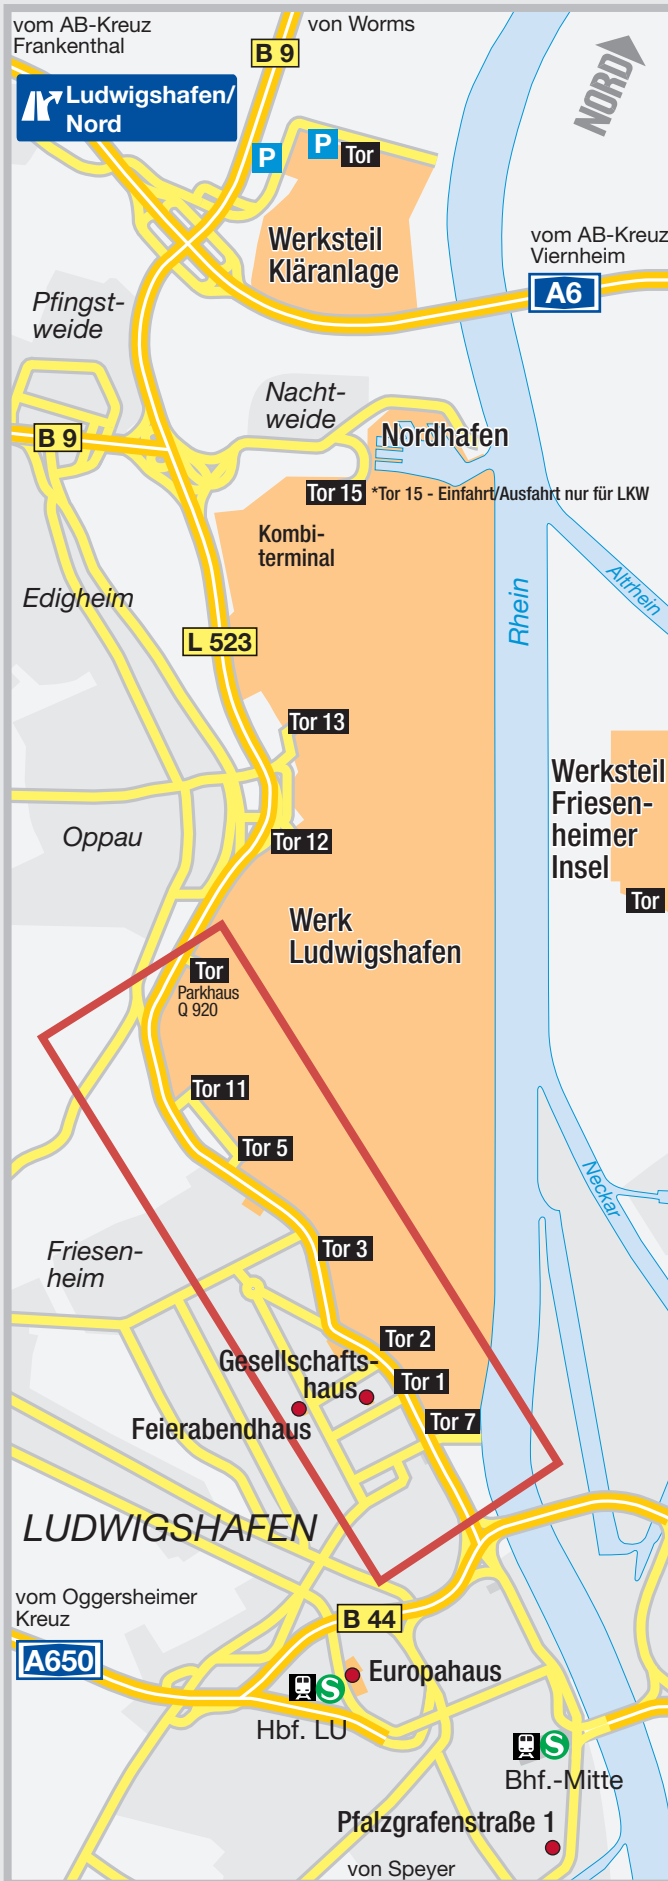 vom AB-Kreuz
Frankenthal
von Worms
B 9
NORD
Ludwigshafen/
Nord
P
P
Tor
Werksteil
Kläranlage
vom AB-Kreuz
Viernheim
A6
Pfingst-
weide
Nacht-
weide
B 9
Nordhafen
Tor 15
*Tor 15 - Einfahrt/Ausfahrt nur für LKW
Kombi-
terminal
Edigheim
Rhein
Altrhein
L 523
Tor 13
Werksteil
Friesen-
heimer
Insel
Tor
Oppau
Tor 12
Werk
Ludwigshafen
Tor
Parkhaus
Q 920
Tor 11
Tor 5
Neckar
Friesen-
heim
Tor 3
Tor 2
Gesellschafts-
haus
Tor 1
Feierabendhaus
Tor 7
LUDWIGSHAFEN
vom Oggersheimer
Kreuz
B 44
A650
Europahaus
S
Hbf. LU
S
Bhf.-Mitte
Pfalzgrafenstraße 1
von Speyer